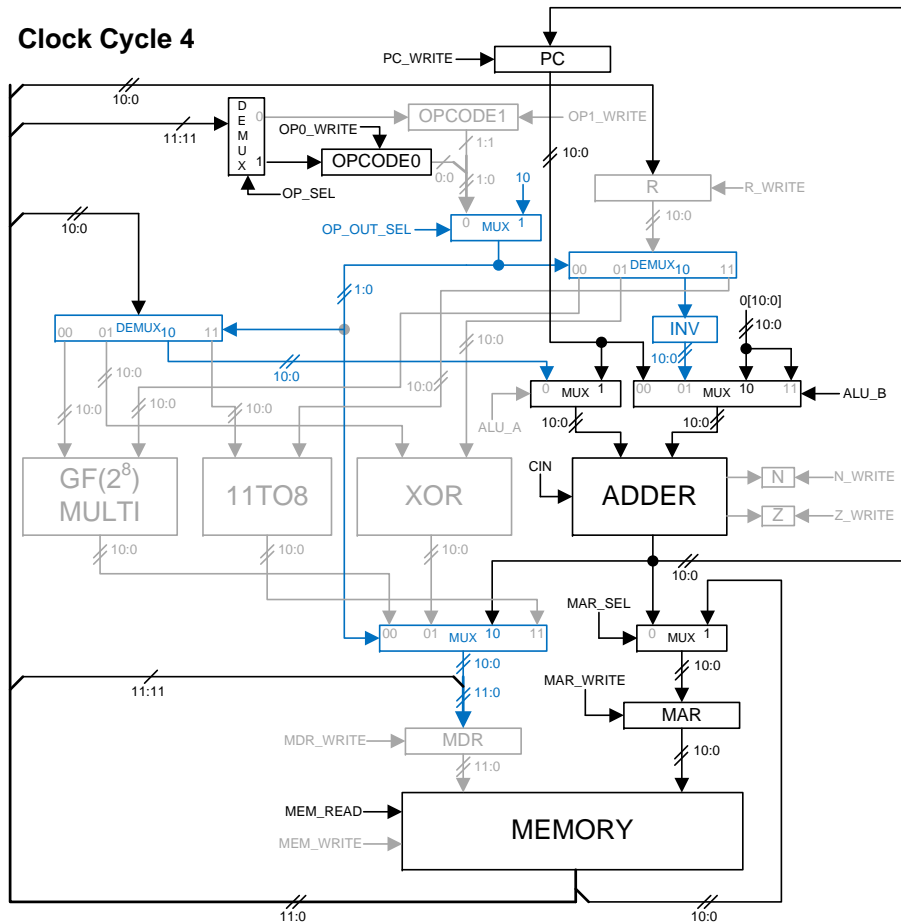 Clock Cycle 4
PC_WRITE
PC
10:0
11:11
DEMUX
0
1
OP0_WRITE
OPCODE1
OP1_WRITE
1:1
OPCODE0
0:0
1:0
OP_SEL
10:0
R
R_WRITE
10:0
10
OP_OUT_SEL
0
MUX
1
10:0
1:0
00
01
DEMUX
10
11
0[10:0]
10:0
INV
10:0
00
01
DEMUX
10
11
10:0
10:0
10:0
10:0
10:0
10:0
10:0
0
MUX
1
00
01
MUX
10
11
ALU_A
ALU_B
10:0
10:0
GF(2⁸)
MULTI
11TO8
XOR
CIN
ADDER
N
N_WRITE
Z
Z_WRITE
10:0
10:0
10:0
10:0
00
01
MUX
10
11
MAR_SEL
0
MUX
1
10:0
10:0
11:11
11:0
MAR_WRITE
MAR
MDR_WRITE
MDR
10:0
11:0
MEM_READ
MEM_WRITE
MEMORY
11:0
10:0